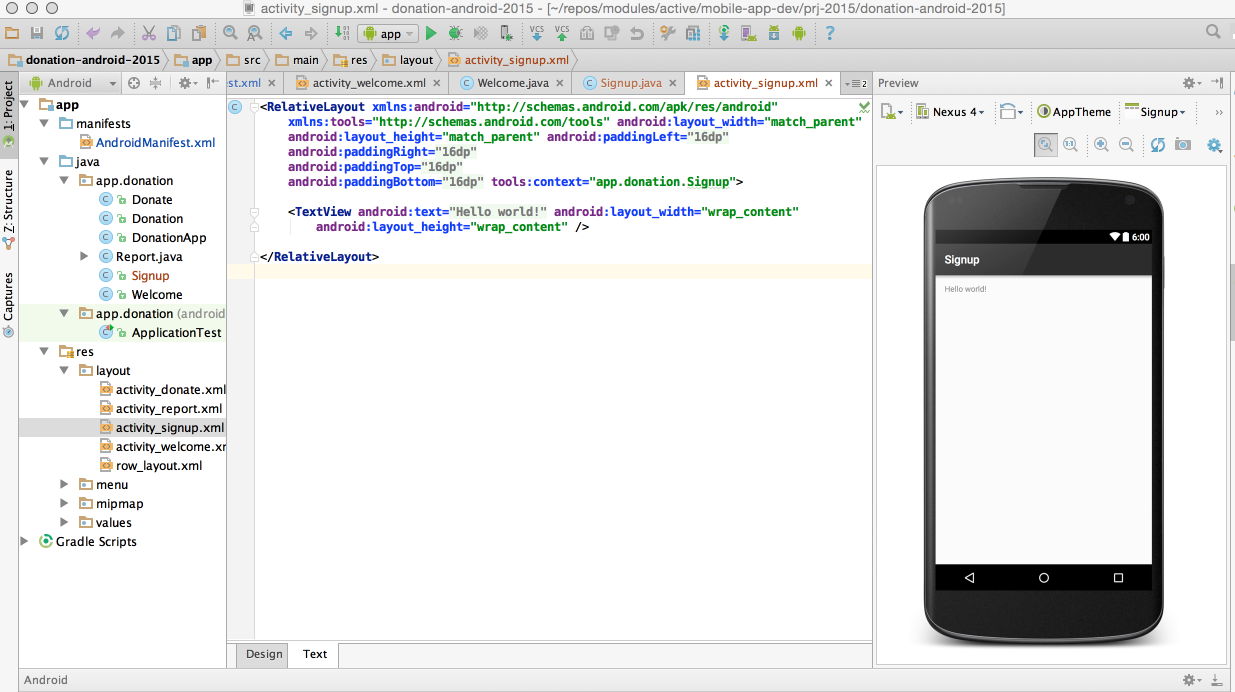 activity_signup.xml - donation-android-2015 - [~/repos/modules/active/mobile-app-dev/prj-2015/donation-android-2015]
app
VCS VCS
?
donation-android-2015 app src main res layout activity_signup.xml
1: Project
Z: Structure
Captures
Android
st.xml activity_welcome.xml Welcome.java Signup.java activity_signup.xml 2
app
manifests
AndroidManifest.xml
java
app.donation
Donate
Donation
DonationApp
Report.java
Signup
Welcome
app.donation (android
ApplicationTest
res
layout
activity_donate.xml
activity_report.xml
activity_signup.xml
activity_welcome.xr
row_layout.xml
menu
mipmap
values
Gradle Scripts
<RelativeLayout xmlns:android="http://schemas.android.com/apk/res/android"
xmlns:tools="http://schemas.android.com/tools" android:layout_width="match_parent"
android:layout_height="match_parent" android:paddingLeft="16dp"
android:paddingRight="16dp"
android:paddingTop="16dp"
android:paddingBottom="16dp" tools:context="app.donation.Signup">
<TextView android:text="Hello world!" android:layout_width="wrap_content"
android:layout_height="wrap_content" />
</RelativeLayout>
Design Text
Preview
Nexus 4 AppTheme Signup »
1:1
6:00
Signup
Hello world!
Android